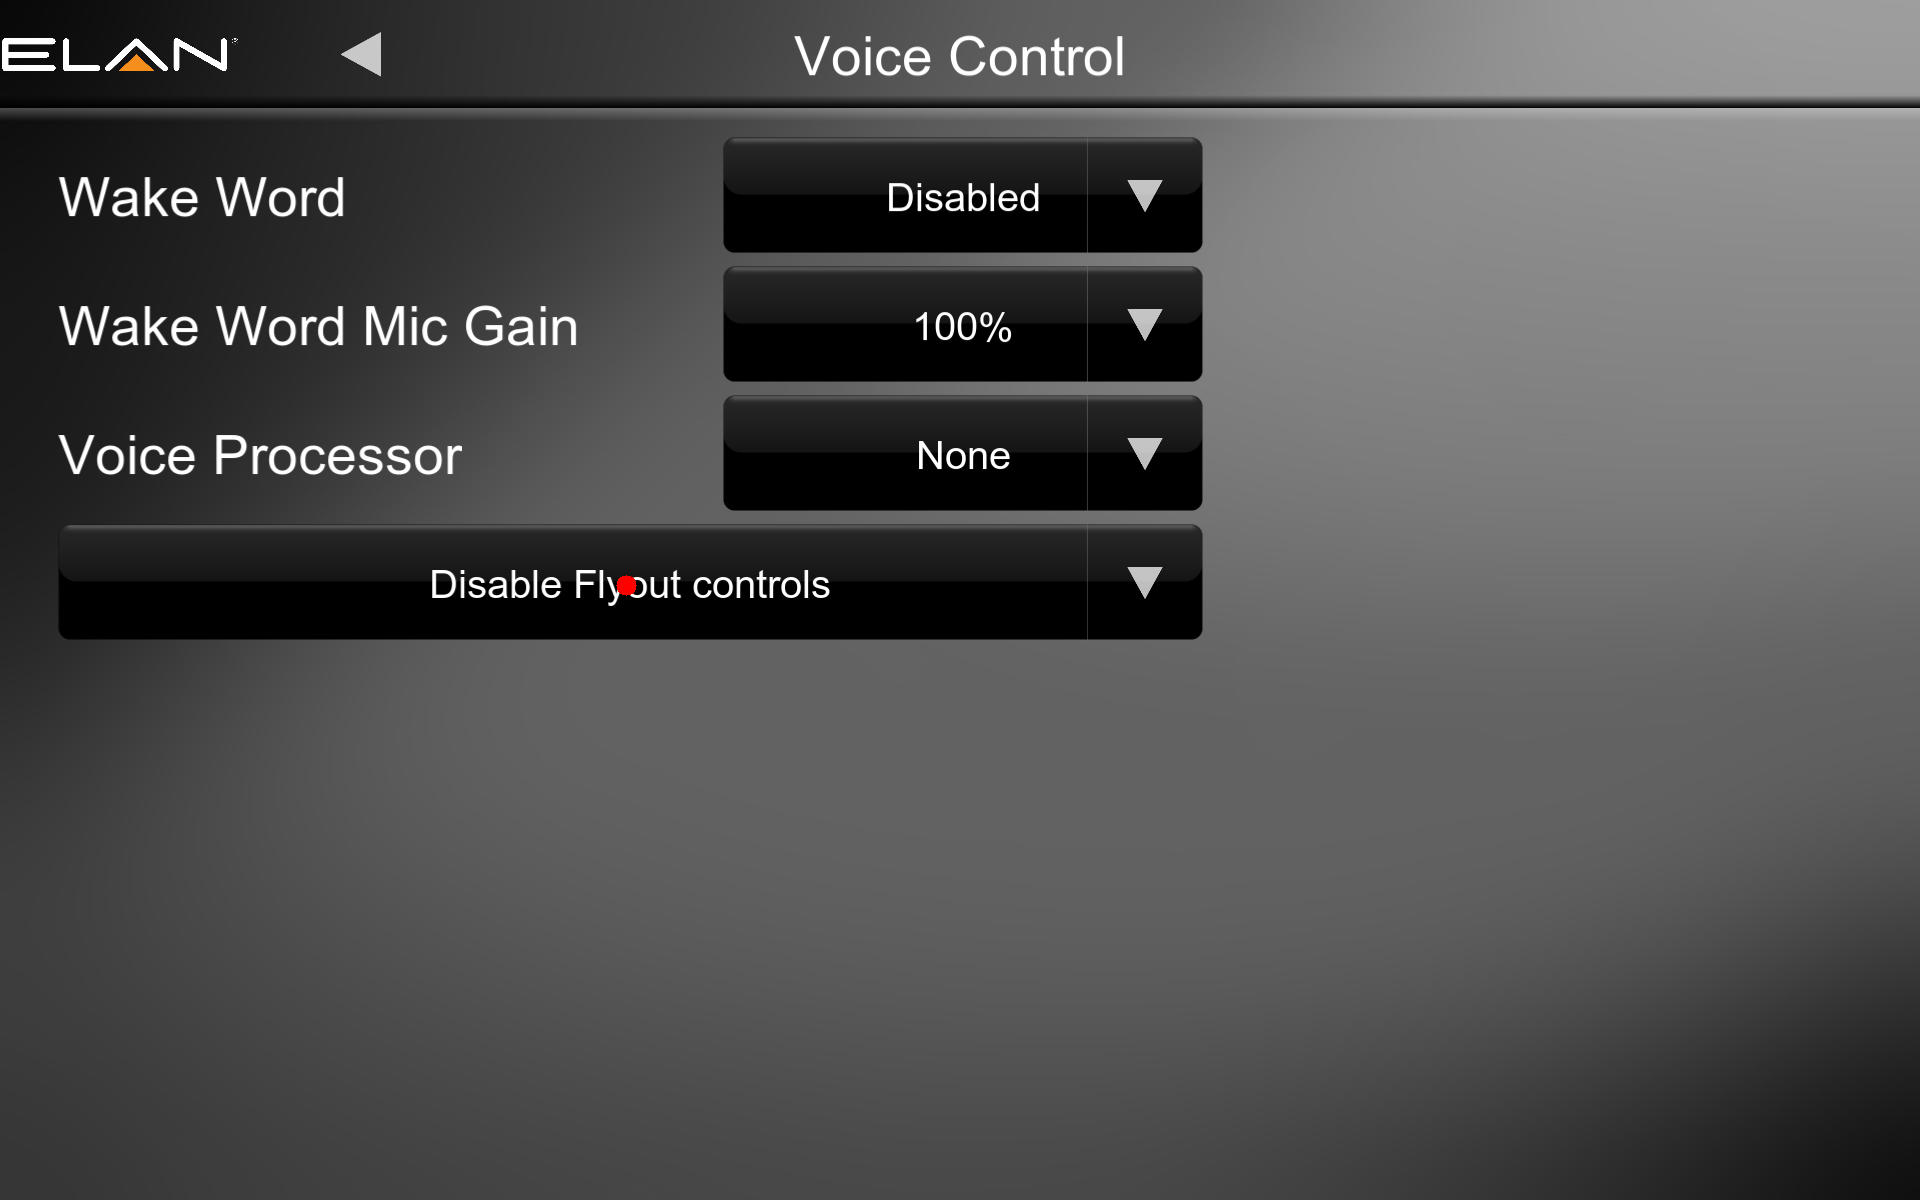 ELAN
Voice Control
Wake Word
Disabled
Wake Word Mic Gain
100%
Voice Processor
None
Disable Flyout controls